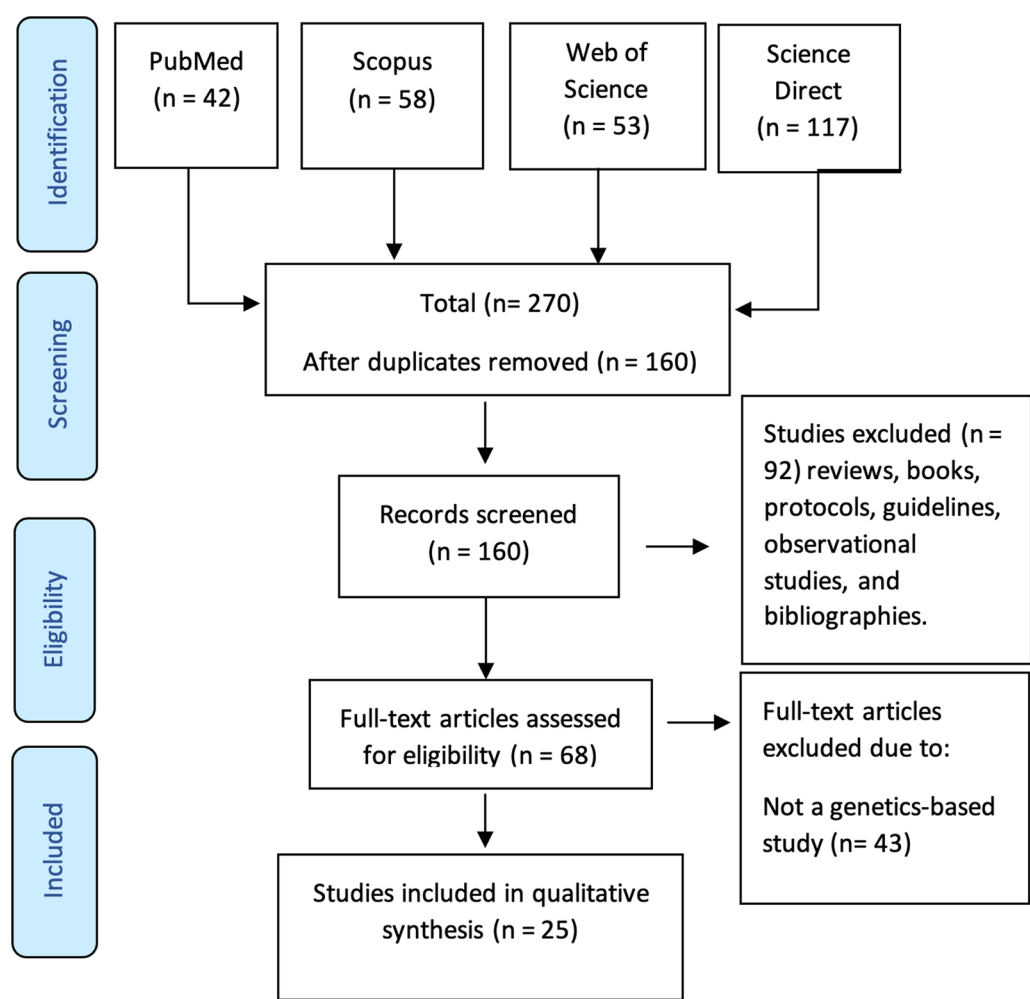 Identification
PubMed
(n = 42)
Scopus
(n = 58)
Web of
Science
(n = 53)
Science
Direct
(n = 117)
Screening
Total (n= 270)
After duplicates removed (n = 160)
Records screened
(n = 160)
Studies excluded (n =
92) reviews, books,
protocols, guidelines,
observational
studies, and
bibliographies.
Eligibility
Full-text articles assessed
for eligibility (n = 68)
Full-text articles
excluded due to:
Not a genetics-based
study (n= 43)
Included
Studies included in qualitative
synthesis (n = 25)